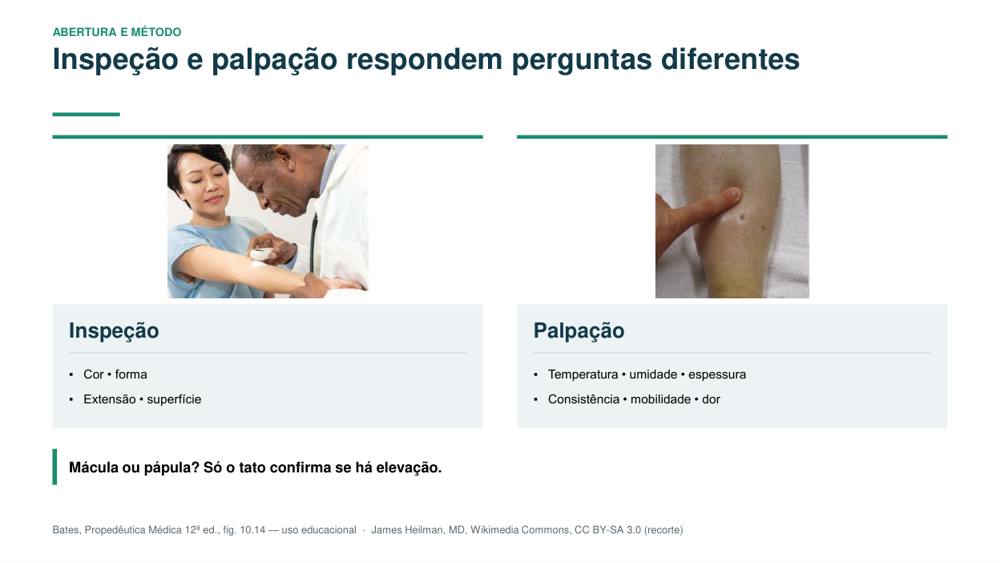 ABERTURA E MÉTODO
Inspeção e palpação respondem perguntas diferentes
Inspeção
▪ Cor • forma
▪ Extensão • superfície
Palpação
▪ Temperatura • umidade • espessura
▪ Consistência • mobilidade • dor
Mácula ou pápula? Só o tato confirma se há elevação.
Bates, Propedêutica Médica 12ª ed., fig. 10.14 — uso educacional · James Heilman, MD, Wikimedia Commons, CC BY-SA 3.0 (recorte)